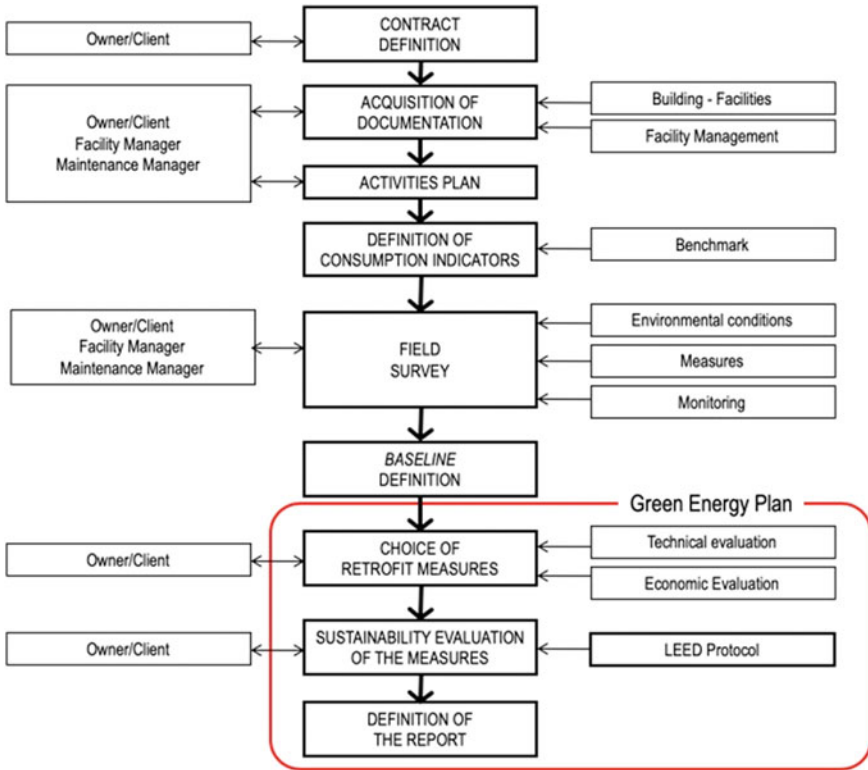 Owner/Client
CONTRACT
DEFINITION
Owner/Client
Facility Manager
Maintenance Manager
ACQUISITION OF
DOCUMENTATION
Building - Facilities
Facility Management
ACTIVITIES PLAN
DEFINITION OF
CONSUMPTION INDICATORS
Benchmark
Owner/Client
Facility Manager
Maintenance Manager
FIELD
SURVEY
Environmental conditions
Measures
Monitoring
BASELINE
DEFINITION
Green Energy Plan
Owner/Client
CHOICE OF
RETROFIT MEASURES
Technical evaluation
Economic Evaluation
Owner/Client
SUSTAINABILITY EVALUATION
OF THE MEASURES
LEED Protocol
DEFINITION OF
THE REPORT